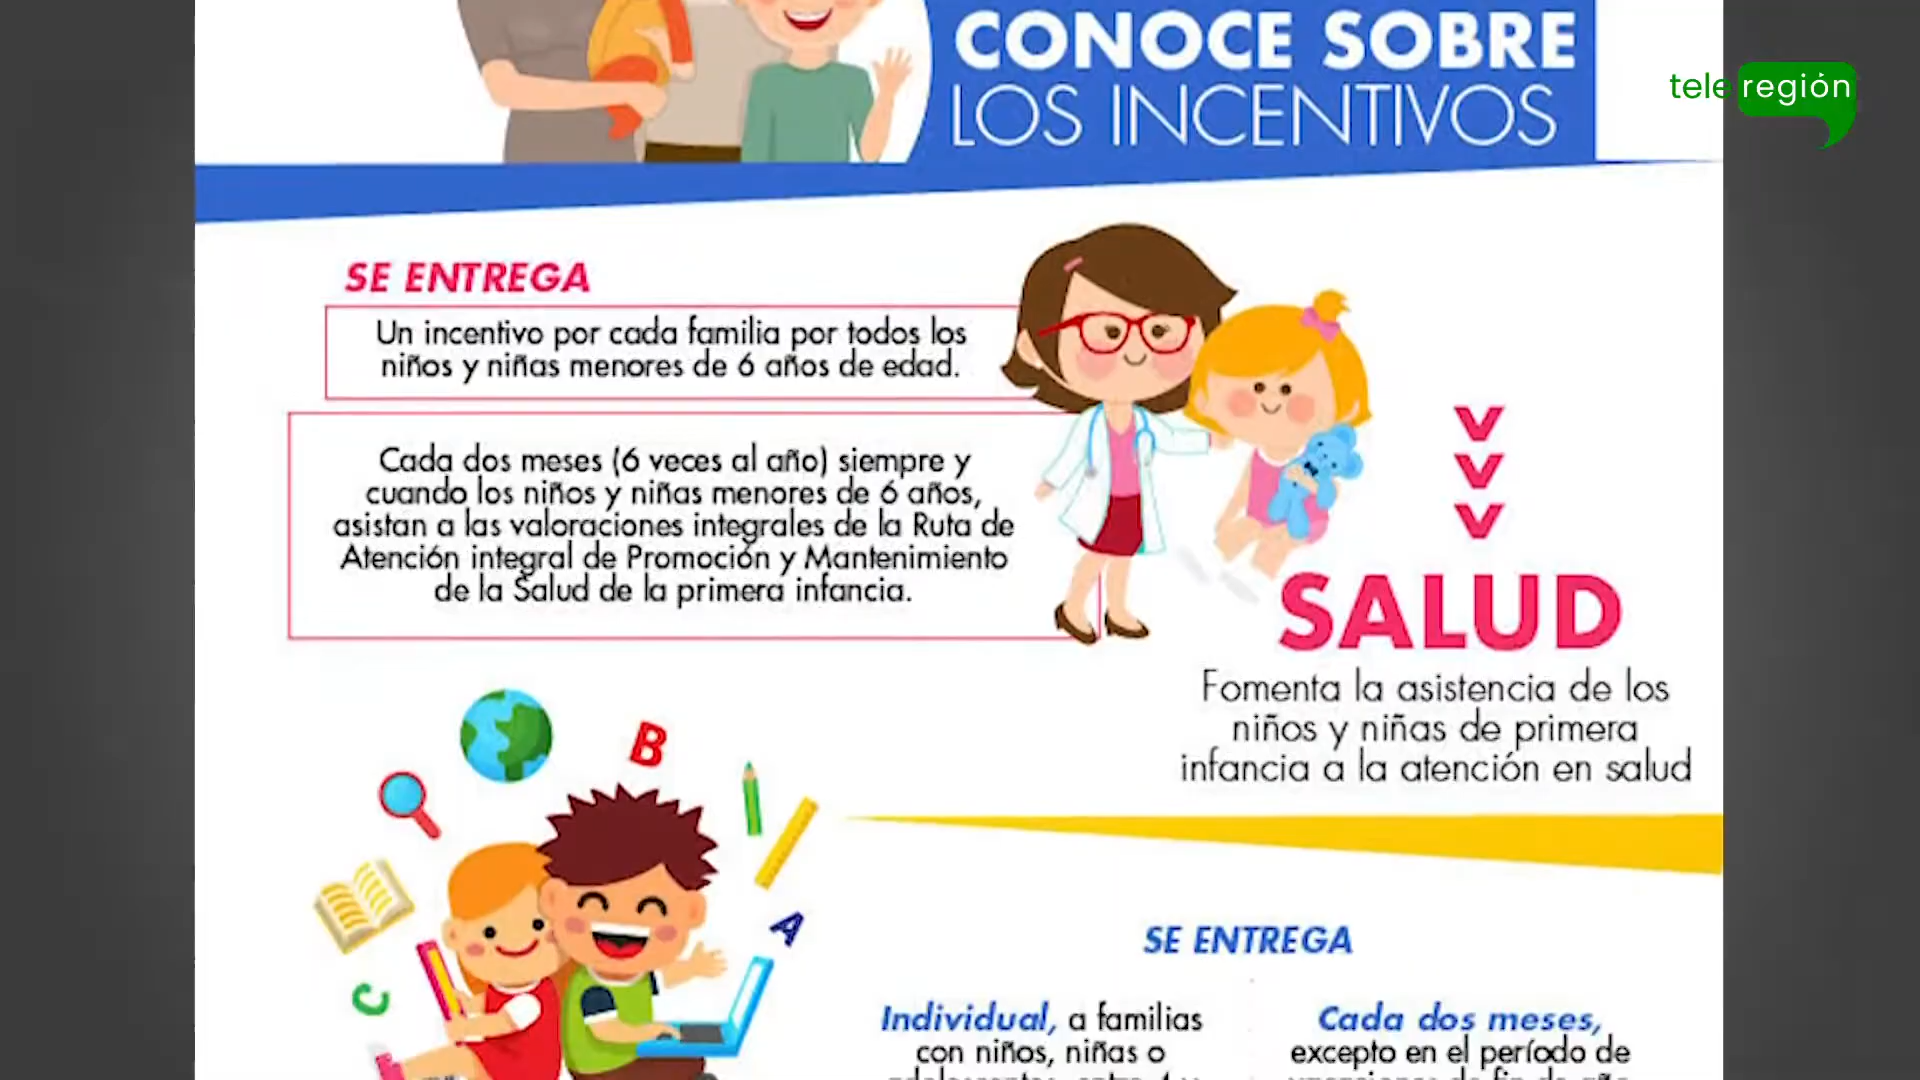 CONOCE SOBRE
LOS INCENTIVOS
tele región
SE ENTREGA
Un incentivo por cada familia por todos los
niños y niñas menores de 6 años de edad.
Cada dos meses (6 veces al año) siempre y
cuando los niños y niñas menores de 6 años,
asistan a las valoraciones integrales de la Ruta de
Atención integral de Promoción y Mantenimiento
de la Salud de la primera infancia.
V
V
V
SALUD
Fomenta la asistencia de los
niños y niñas de primera
infancia a la atención en salud
B
A
C
SE ENTREGA
Individual, a familias
con niños, niñas o
Cada dos meses,
excepto en el período de